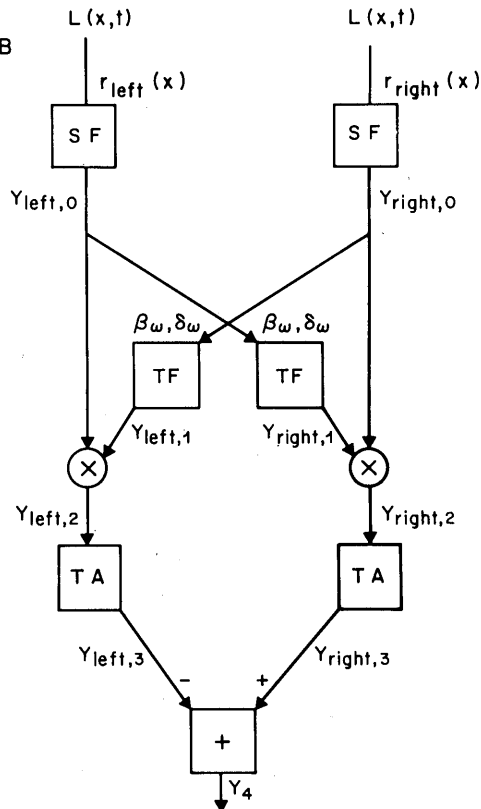 L(x,t) L(x,t)
B
r_left(x) r_right(x)
SF SF
Y_left,0 Y_right,0
β_ω,δ_ω β_ω,δ_ω
TF TF
Y_left,1 Y_right,1
× ×
Y_left,2 Y_right,2
TA TA
Y_left,3 Y_right,3
− +
+
Y_4